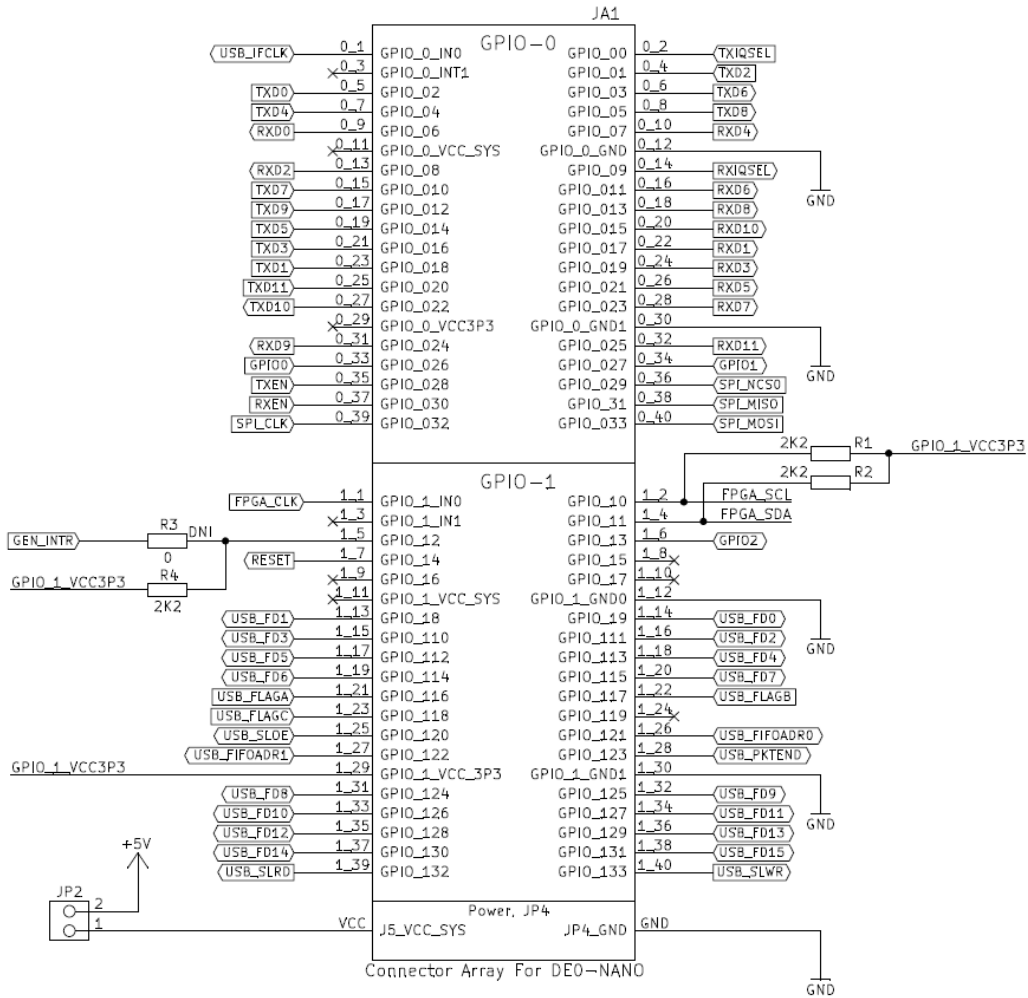 JA1
GPIO-0
USB_IFCLK 0_1 GPIO_0_IN0 GPIO_00 0_2 TXIQSEL
0_3 GPIO_0_INT1 GPIO_01 0_4 TXD2
TXD0 0_5 GPIO_02 GPIO_03 0_6 TXD6
TXD4 0_7 GPIO_04 GPIO_05 0_8 TXD8
RXD0 0_9 GPIO_06 GPIO_07 0_10 RXD4
0_11 GPIO_0_VCC_SYS GPIO_0_GND 0_12
RXD2 0_13 GPIO_08 GPIO_09 0_14 RXIQSEL
TXD7 0_15 GPIO_010 GPIO_011 0_16 RXD6
GND
TXD9 0_17 GPIO_012 GPIO_013 0_18 RXD8
TXD5 0_19 GPIO_014 GPIO_015 0_20 RXD10
TXD3 0_21 GPIO_016 GPIO_017 0_22 RXD1
TXD1 0_23 GPIO_018 GPIO_019 0_24 RXD3
TXD11 0_25 GPIO_020 GPIO_021 0_26 RXD5
TXD10 0_27 GPIO_022 GPIO_023 0_28 RXD7
0_29 GPIO_0_VCC3P3 GPIO_0_GND1 0_30
RXD9 0_31 GPIO_024 GPIO_025 0_32 RXD11
GPIO0 0_33 GPIO_026 GPIO_027 0_34 GPIO1
GND
TXEN 0_35 GPIO_028 GPIO_029 0_36 SPI_NCS0
RXEN 0_37 GPIO_030 GPIO_31 0_38 SPI_MISO
SPI_CLK 0_39 GPIO_032 GPIO_033 0_40 SPI_MOSI
2K2 R1 GPIO_1_VCC3P3
2K2 R2
GPIO-1
FPGA_CLK 1_1 GPIO_1_IN0 GPIO_10 1_2 FPGA_SCL
1_3 GPIO_1_IN1 GPIO_11 1_4 FPGA_SDA
R3 DNI
GEN_INTR 1_5 GPIO_12 GPIO_13 1_6 GPIO2
0
RESET 1_7 GPIO_14 GPIO_15 1_8
R4
GPIO_1_VCC3P3 1_9 GPIO_16 GPIO_17 1_10
2K2
1_11 GPIO_1_VCC_SYS GPIO_1_GND0 1_12
USB_FD1 1_13 GPIO_18 GPIO_19 1_14 USB_FD0
USB_FD3 1_15 GPIO_110 GPIO_111 1_16 USB_FD2
GND
USB_FD5 1_17 GPIO_112 GPIO_113 1_18 USB_FD4
USB_FD6 1_19 GPIO_114 GPIO_115 1_20 USB_FD7
USB_FLAGA 1_21 GPIO_116 GPIO_117 1_22 USB_FLAGB
USB_FLAGC 1_23 GPIO_118 GPIO_119 1_24
USB_SLOE 1_25 GPIO_120 GPIO_121 1_26 USB_FIFOADR0
USB_FIFOADR1 1_27 GPIO_122 GPIO_123 1_28 USB_PKTEND
GPIO_1_VCC3P3 1_29 GPIO_1_VCC_3P3 GPIO_1_GND1 1_30
USB_FD8 1_31 GPIO_124 GPIO_125 1_32 USB_FD9
USB_FD10 1_33 GPIO_126 GPIO_127 1_34 USB_FD11
GND
USB_FD12 1_35 GPIO_128 GPIO_129 1_36 USB_FD13
+5V
USB_FD14 1_37 GPIO_130 GPIO_131 1_38 USB_FD15
USB_SLRD 1_39 GPIO_132 GPIO_133 1_40 USB_SLWR
JP2
2
Power, JP4
1 VCC J5_VCC_SYS JP4_GND GND
Connector Array For DE0-NANO
GND